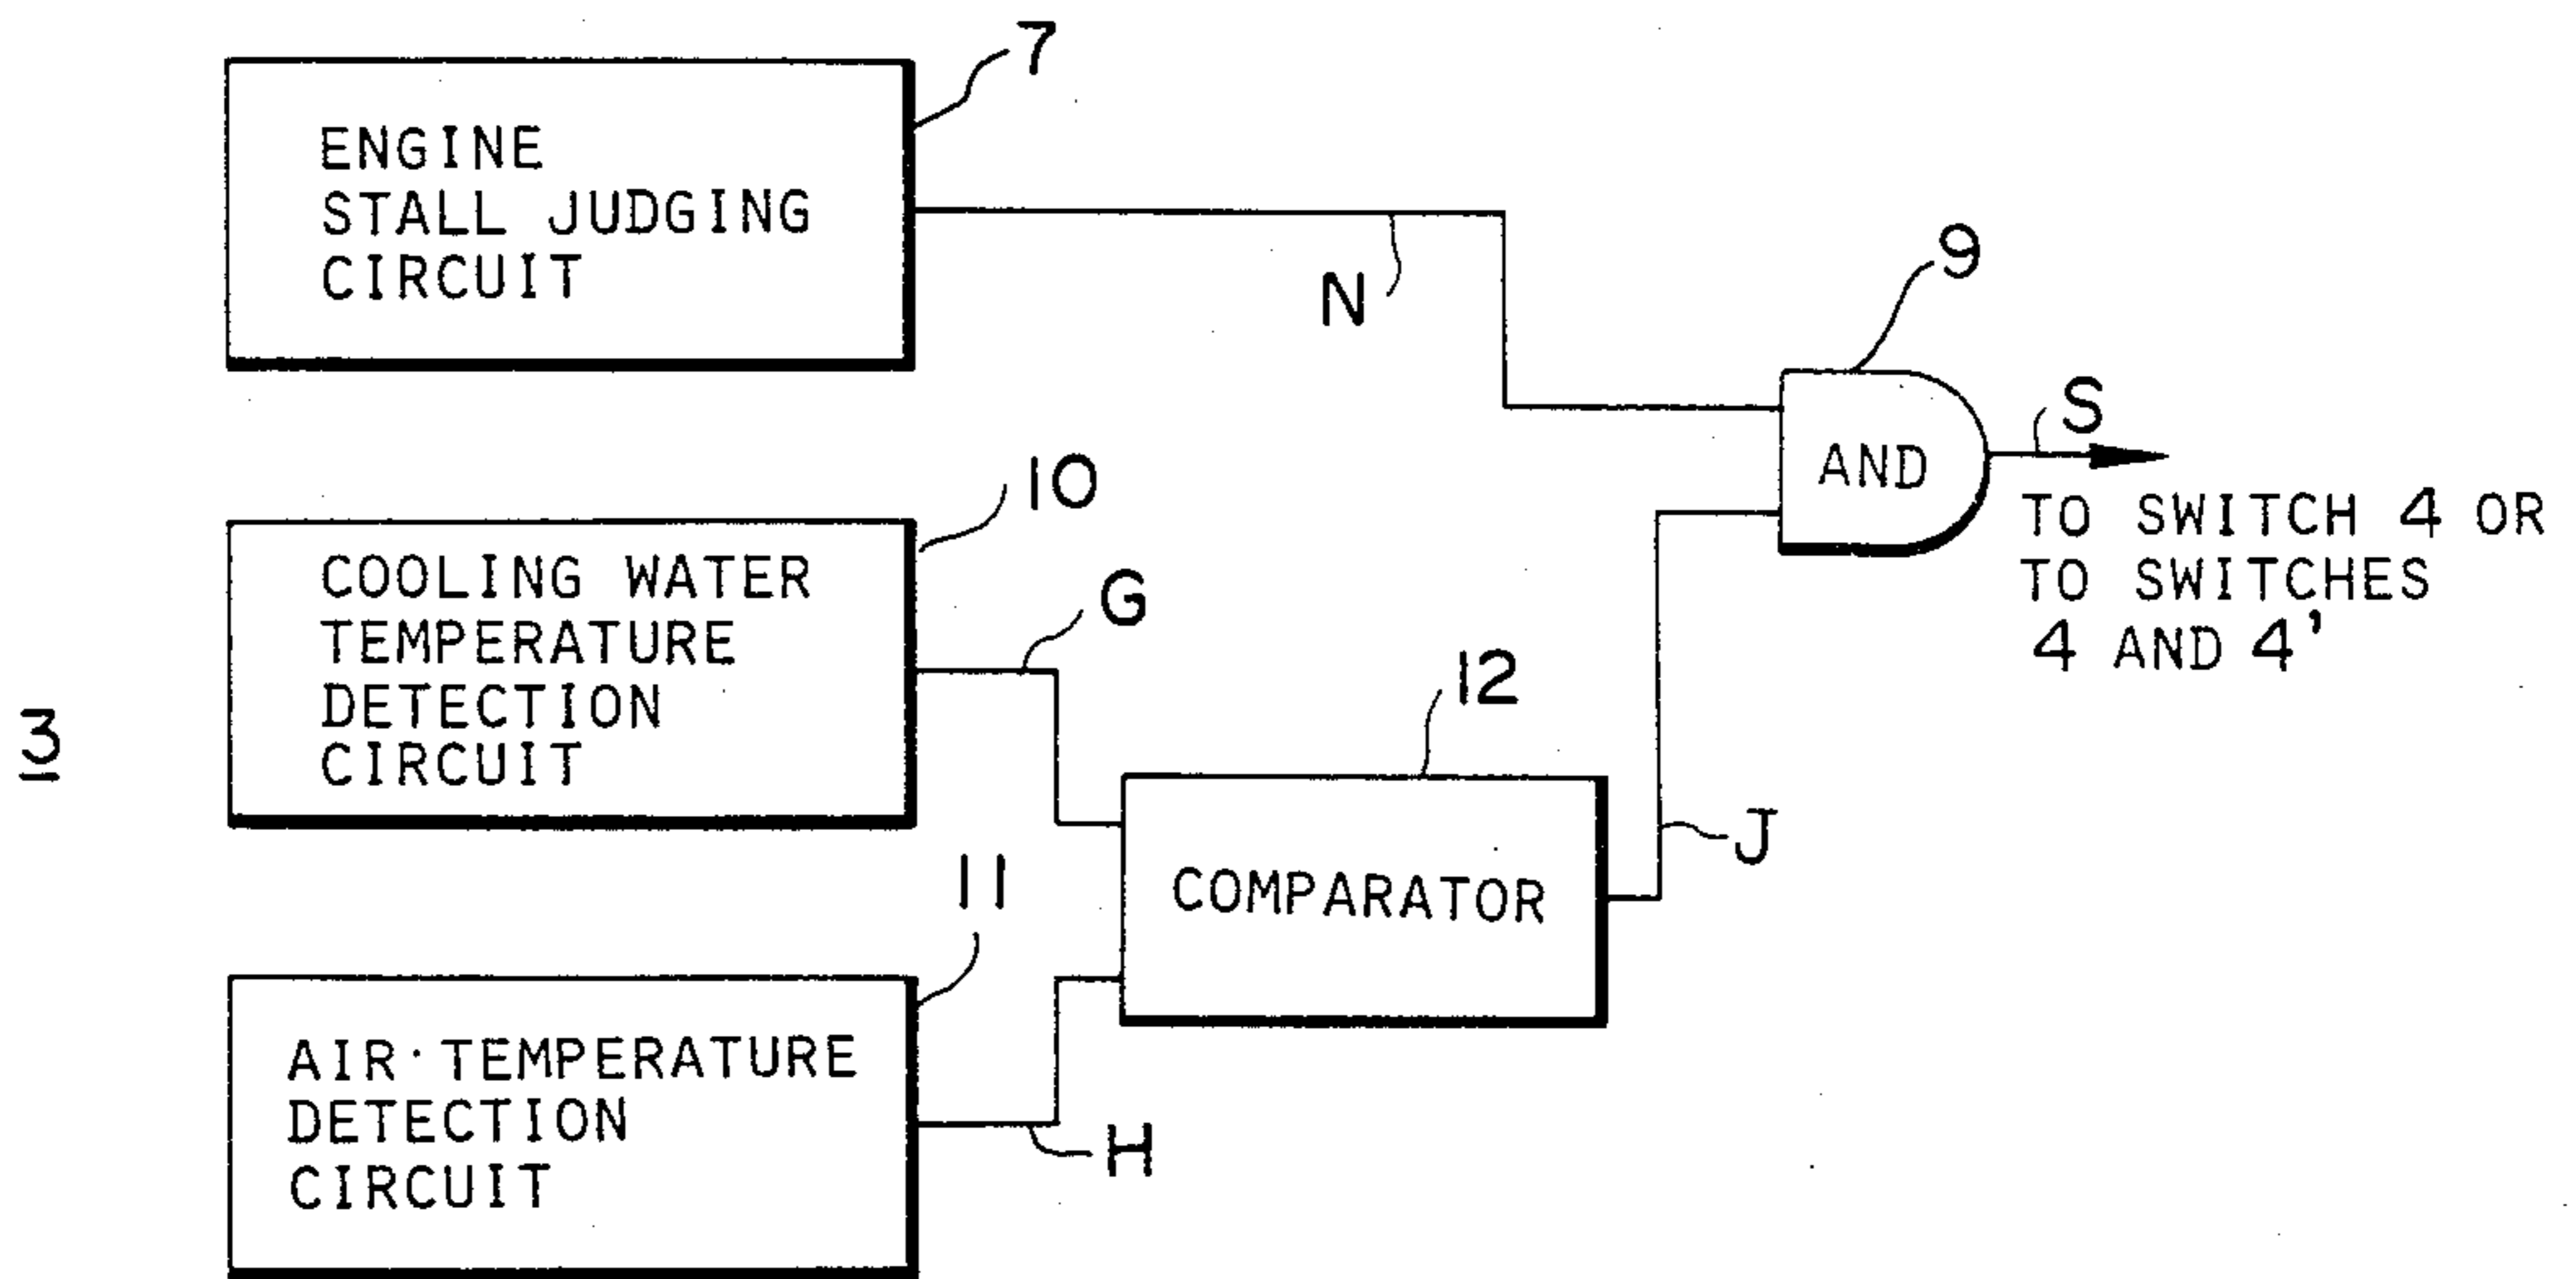 7
ENGINE
STALL JUDGING
CIRCUIT
N
9
AND
S
TO SWITCH 4 OR
TO SWITCHES
4 AND 4'
10
COOLING WATER
TEMPERATURE
DETECTION
CIRCUIT
G
3
12
COMPARATOR
J
11
AIR TEMPERATURE
DETECTION
CIRCUIT
H